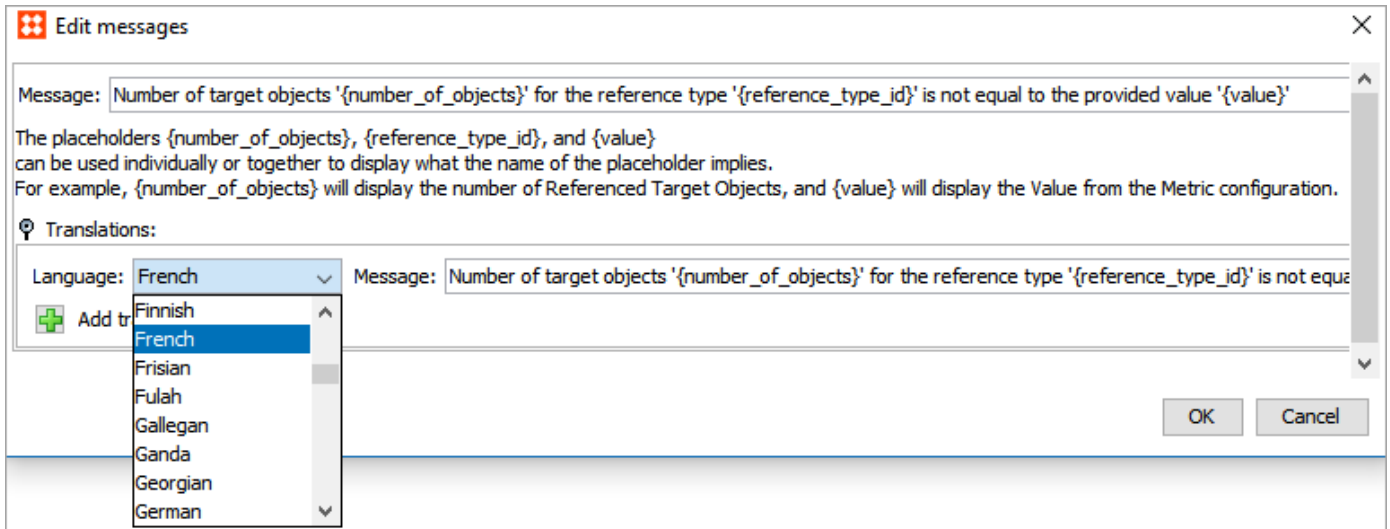 Edit messages
Message: Number of target objects '{number_of_objects}' for the reference type '{reference_type_id}' is not equal to the provided value '{value}'
The placeholders {number_of_objects}, {reference_type_id}, and {value}
can be used individually or together to display what the name of the placeholder implies.
For example, {number_of_objects} will display the number of Referenced Target Objects, and {value} will display the Value from the Metric configuration.
Translations:
Language: French Message: Number of target objects '{number_of_objects}' for the reference type '{reference_type_id}' is not equa
Add tr
Finnish
French
Frisian
Fulah
Gallegan
Ganda
Georgian
German
OK Cancel